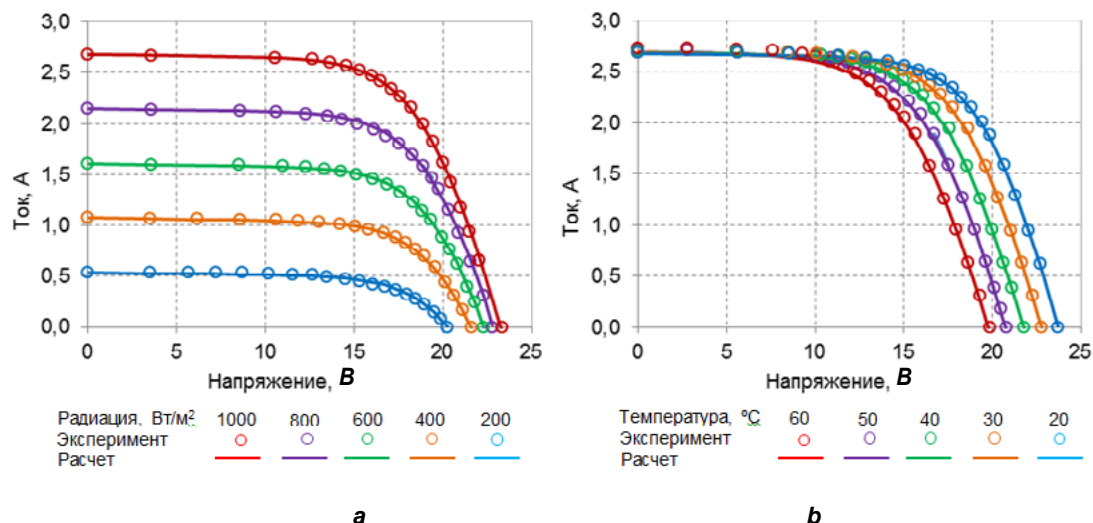 3,0
2,5
2,0
1,5
1,0
0,5
0,0
Ток, А
0 5 10 15 20 25
Напряжение, В
Радиация, Вт/м² 1000 800 600 400 200
Эксперимент
Расчет
a
3,0
2,5
2,0
1,5
1,0
0,5
0,0
Ток, А
0 5 10 15 20 25
Напряжение, В
Температура, ºС 60 50 40 30 20
Эксперимент
Расчет
b